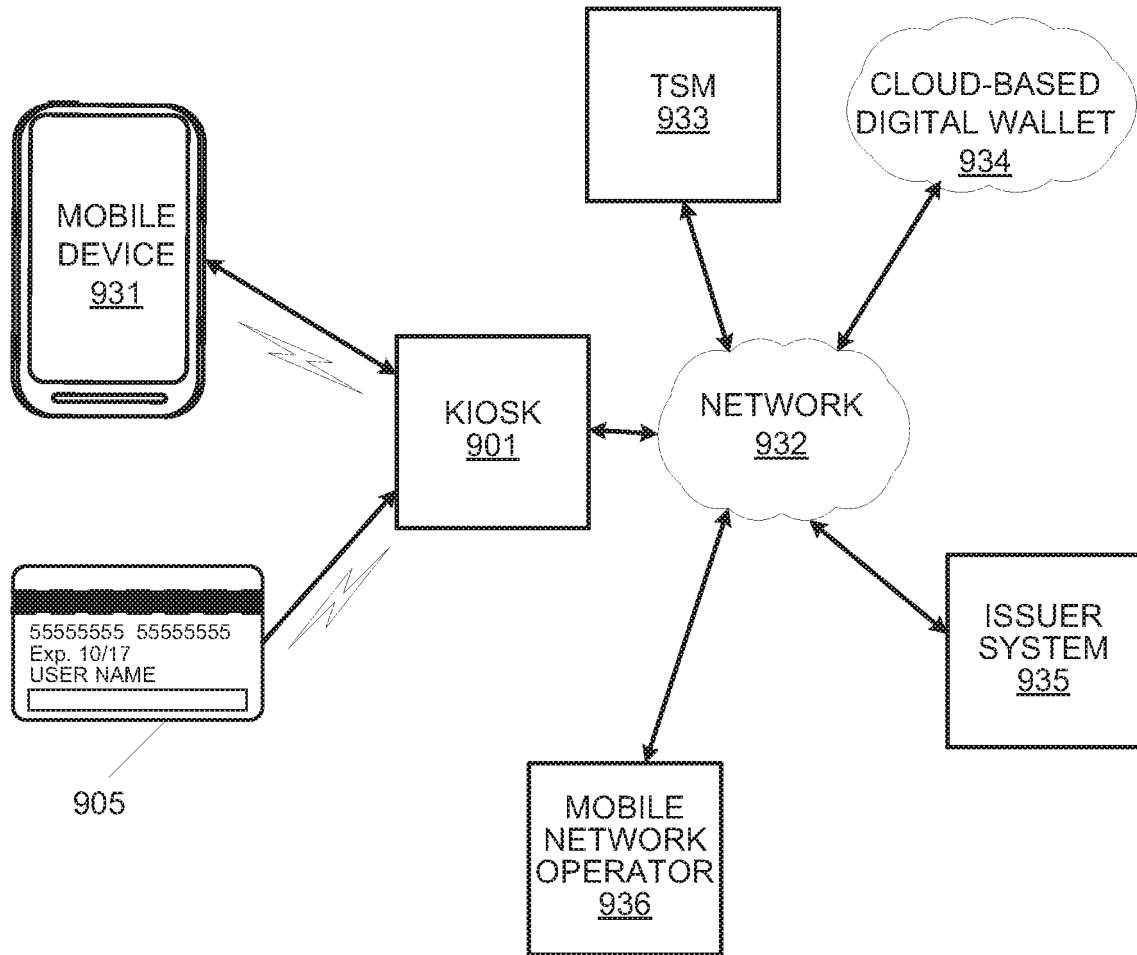 TSM
933
CLOUD-BASED
DIGITAL WALLET
934
MOBILE
DEVICE
931
KIOSK
901
NETWORK
932
55555555 55555555
Exp. 10/17
USER NAME
905
ISSUER
SYSTEM
935
MOBILE
NETWORK
OPERATOR
936